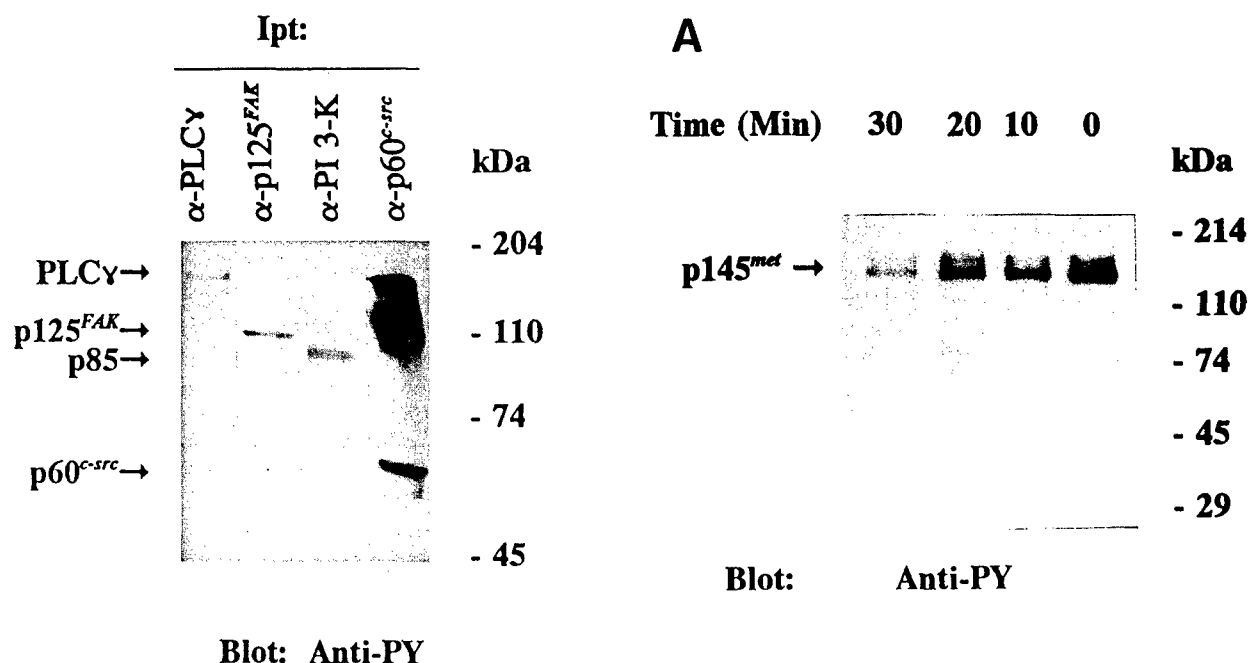 Ipt:
α-PLCγ
α-p125FAK
α-PI 3-K
α-p60c-src
kDa
- 204
PLCγ→
p125FAK→
- 110
p85→
- 74
p60c-src→
- 45
Blot: Anti-PY
A
Time (Min) 30 20 10 0
kDa
- 214
p145met →
- 110
- 74
- 45
- 29
Blot: Anti-PY